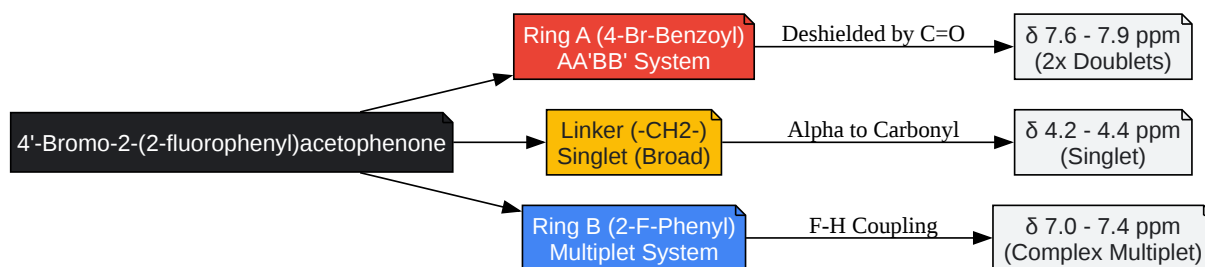 4'-Bromo-2-(2-fluorophenyl)acetophenone
Ring A (4-Br-Benzoyl)
AA'BB' System
Deshielded by C=O
δ 7.6 - 7.9 ppm
(2x Doublets)
Linker (-CH2-)
Singlet (Broad)
Alpha to Carbonyl
δ 4.2 - 4.4 ppm
(Singlet)
Ring B (2-F-Phenyl)
Multiplet System
F-H Coupling
δ 7.0 - 7.4 ppm
(Complex Multiplet)